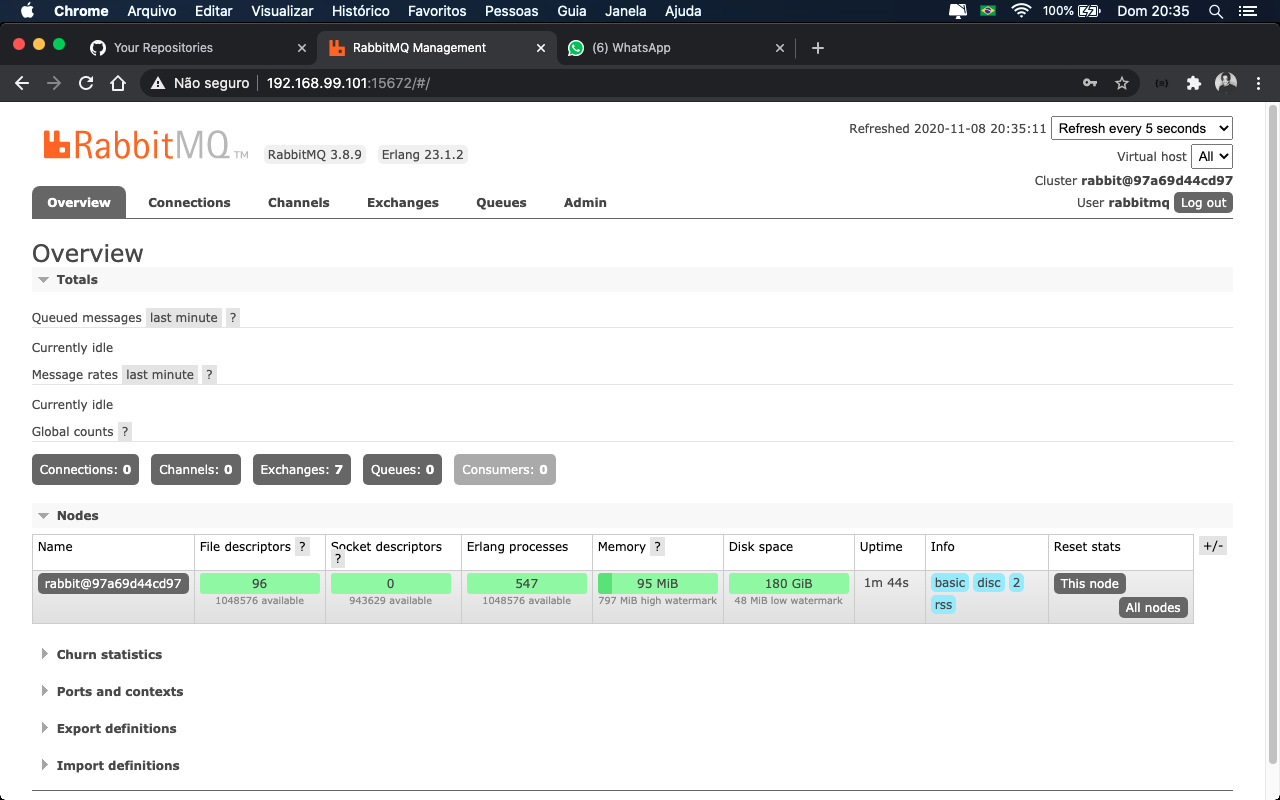 Chrome Arquivo Editar Visualizar Histórico Favoritos Pessoas Guia Janela Ajuda 100% Dom 20:35
Your Repositories RabbitMQ Management (6) WhatsApp
Não seguro 192.168.99.101:15672/#/
RabbitMQ TM RabbitMQ 3.8.9 Erlang 23.1.2
Refreshed 2020-11-08 20:35:11 Refresh every 5 seconds
Virtual host All
Cluster rabbit@97a69d44cd97
User rabbitmq Log out
Overview Connections Channels Exchanges Queues Admin
Overview
Totals
Queued messages last minute ?
Currently idle
Message rates last minute ?
Currently idle
Global counts ?
Connections: 0 Channels: 0 Exchanges: 7 Queues: 0 Consumers: 0
Nodes
Name File descriptors ? Socket descriptors ? Erlang processes Memory ? Disk space Uptime Info Reset stats +/-
rabbit@97a69d44cd97 96 0 547 95 MiB 180 GiB 1m 44s basic disc 2 This node
1048576 available 943629 available 1048576 available 797 MiB high watermark 48 MiB low watermark rss All nodes
Churn statistics
Ports and contexts
Export definitions
Import definitions